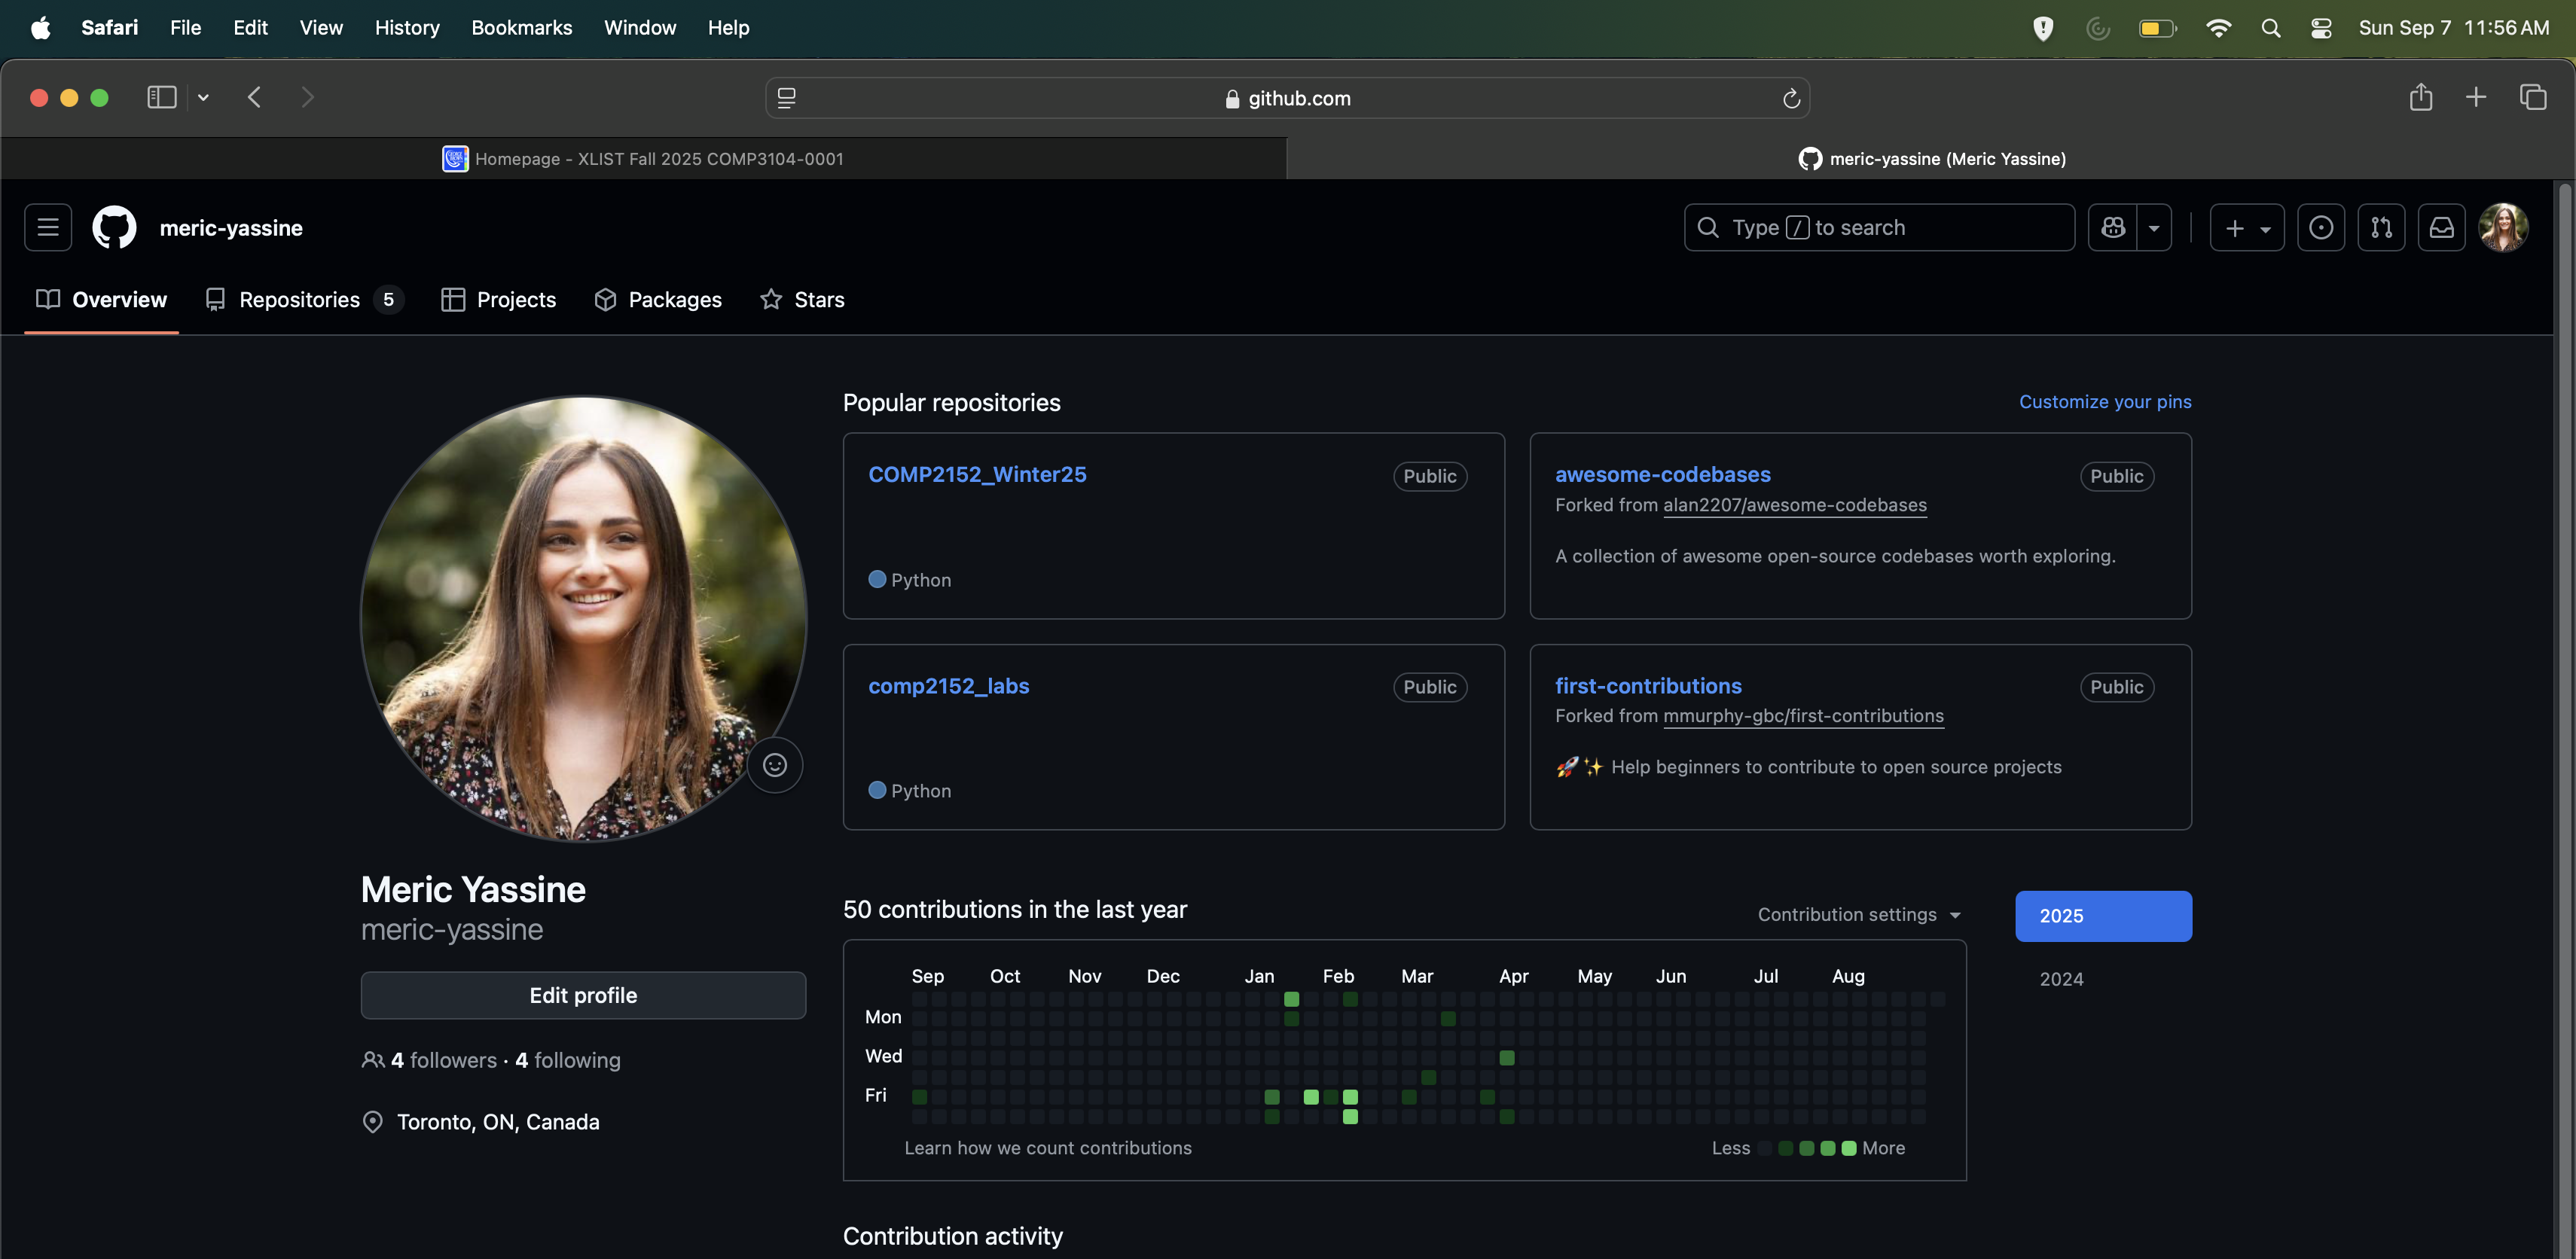 Safari File Edit View History Bookmarks Window Help Sun Sep 7 11:56 AM
github.com
Homepage - XLIST Fall 2025 COMP3104-0001
meric-yassine (Meric Yassine)
meric-yassine
Type / to search
Overview Repositories 5 Projects Packages Stars
Popular repositories
Customize your pins
COMP2152_Winter25 Public
Python
awesome-codebases Public
Forked from alan2207/awesome-codebases
A collection of awesome open-source codebases worth exploring.
comp2152_labs Public
Python
first-contributions Public
Forked from mmurphy-gbc/first-contributions
🚀✨ Help beginners to contribute to open source projects
Meric Yassine
meric-yassine
Edit profile
4 followers · 4 following
Toronto, ON, Canada
50 contributions in the last year
Contribution settings
2025
2024
Sep Oct Nov Dec Jan Feb Mar Apr May Jun Jul Aug
Mon
Wed
Fri
Learn how we count contributions
Less More
Contribution activity